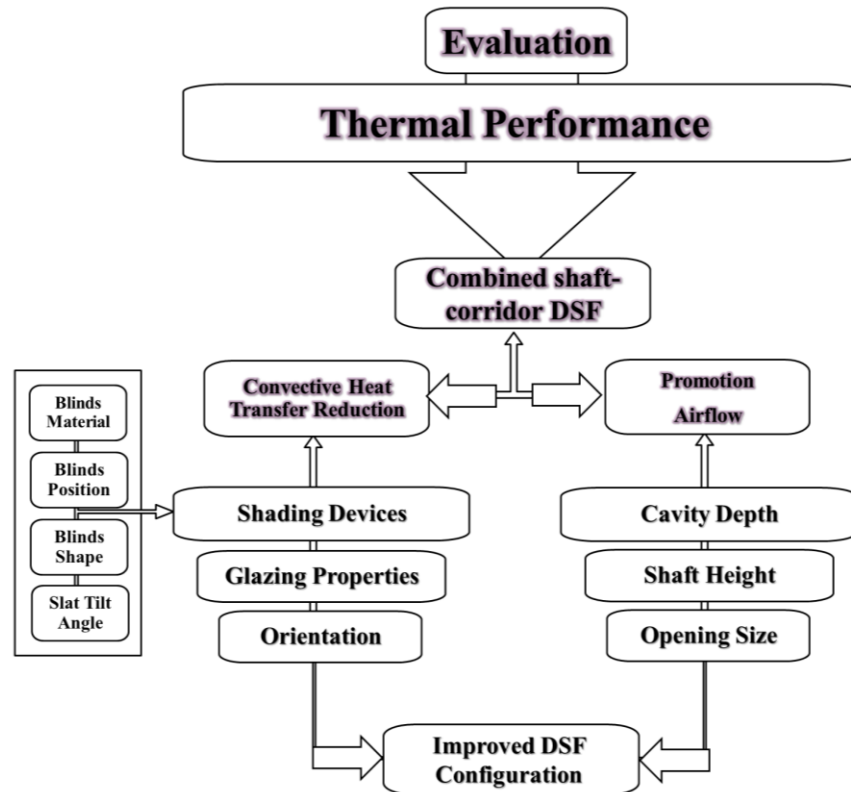 Evaluation
Thermal Performance
Combined shaft-
corridor DSF
Convective Heat
Transfer Reduction
Promotion
Airflow
Blinds
Material
Blinds
Position
Blinds
Shape
Slat Tilt
Angle
Shading Devices
Glazing Properties
Orientation
Cavity Depth
Shaft Height
Opening Size
Improved DSF
Configuration